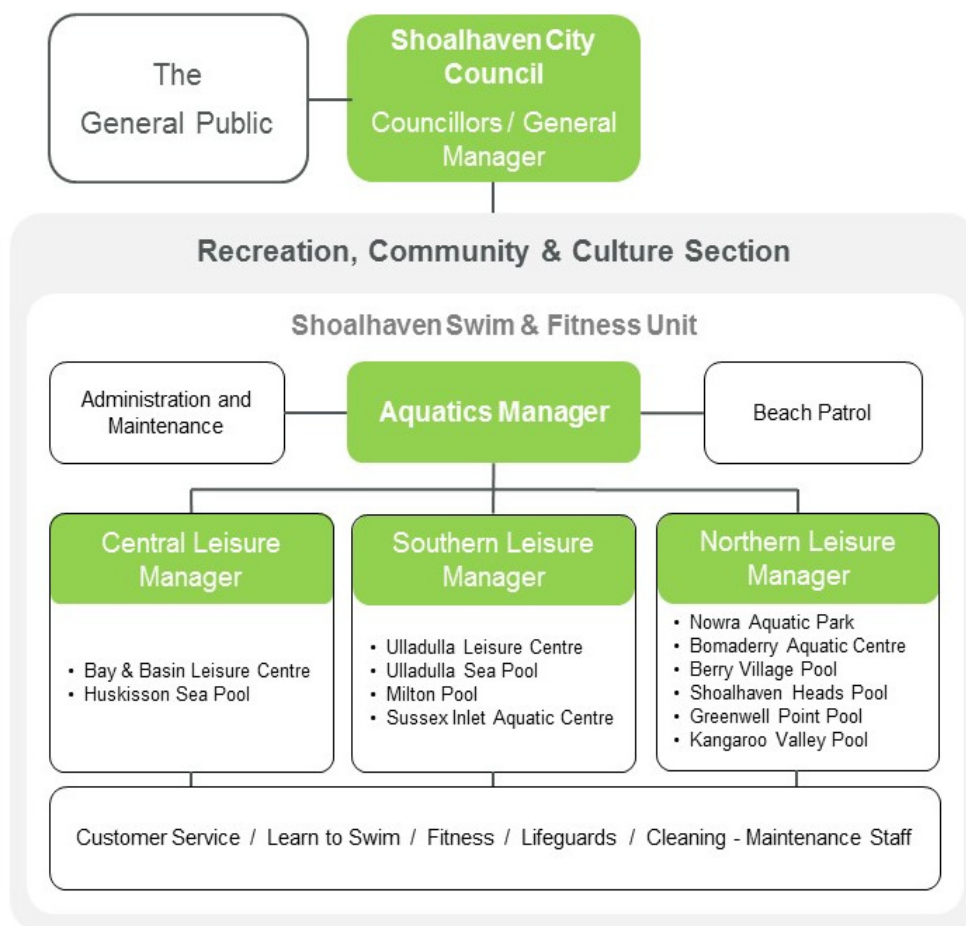 The
General Public
Shoalhaven City
Council
Councillors / General
Manager
Recreation, Community & Culture Section
Shoalhaven Swim & Fitness Unit
Administration and
Maintenance
Aquatics Manager
Beach Patrol
Central Leisure
Manager
• Bay & Basin Leisure Centre
• Huskisson Sea Pool
Southern Leisure
Manager
• Ulladulla Leisure Centre
• Ulladulla Sea Pool
• Milton Pool
• Sussex Inlet Aquatic Centre
Northern Leisure
Manager
• Nowra Aquatic Park
• Bomaderry Aquatic Centre
• Berry Village Pool
• Shoalhaven Heads Pool
• Greenwell Point Pool
• Kangaroo Valley Pool
Customer Service / Learn to Swim / Fitness / Lifeguards / Cleaning - Maintenance Staff